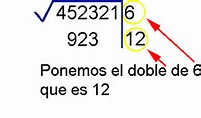 √452321 6
923 12
Ponemos el doble de 6
que es 12